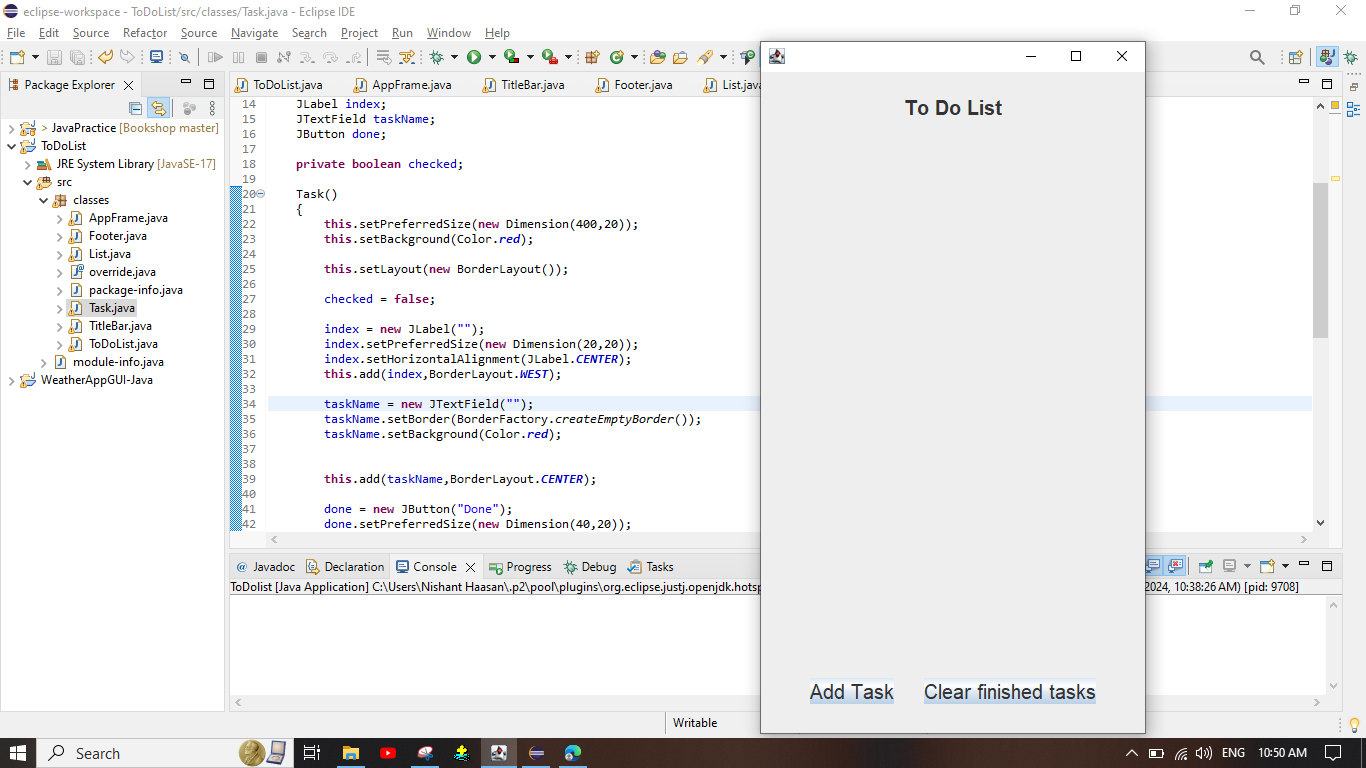 eclipse-workspace - ToDoList/src/classes/Task.java - Eclipse IDE
File Edit Source Refactor Source Navigate Search Project Run Window Help
Package Explorer
> JavaPractice [Bookshop master]
ToDoList
JRE System Library [JavaSE-17]
src
classes
AppFrame.java
Footer.java
List.java
override.java
package-info.java
Task.java
TitleBar.java
ToDoList.java
module-info.java
WeatherAppGUI-Java
ToDoList.java AppFrame.java TitleBar.java Footer.java List.java
14 JLabel index;
15 JTextField taskName;
16 JButton done;
17
18 private boolean checked;
19
20 Task()
21 {
22 this.setPreferredSize(new Dimension(400,20));
23 this.setBackground(Color.red);
24
25 this.setLayout(new BorderLayout());
26
27 checked = false;
28
29 index = new JLabel("");
30 index.setPreferredSize(new Dimension(20,20));
31 index.setHorizontalAlignment(JLabel.CENTER);
32 this.add(index,BorderLayout.WEST);
33
34 taskName = new JTextField("");
35 taskName.setBorder(BorderFactory.createEmptyBorder());
36 taskName.setBackground(Color.red);
37
38
39 this.add(taskName,BorderLayout.CENTER);
40
41 done = new JButton("Done");
42 done.setPreferredSize(new Dimension(40,20));
@ Javadoc Declaration Console Progress Debug Tasks
ToDolist [Java Application] C:\Users\Nishant Haasan\.p2\pool\plugins\org.eclipse.justj.openjdk.hotsp
2024, 10:38:26 AM) [pid: 9708]
To Do List
Add Task Clear finished tasks
Writable
Search
ENG 10:50 AM